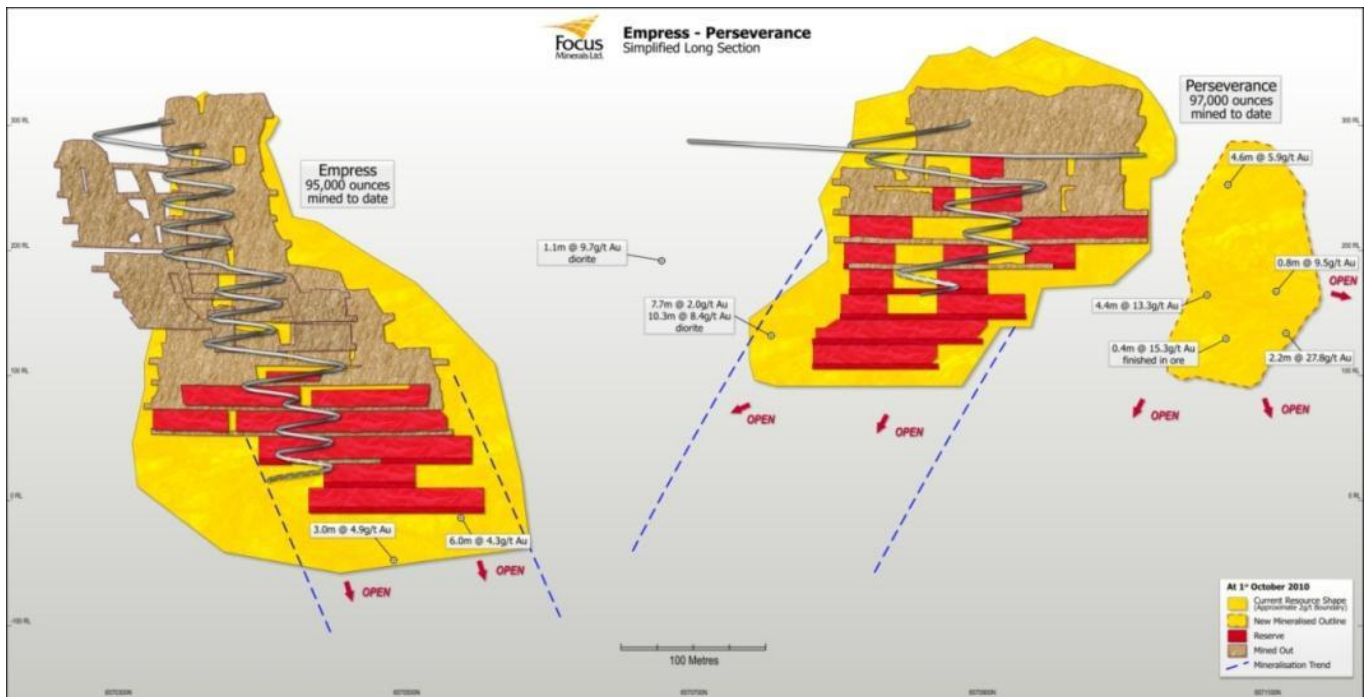 Focus
Minerals Ltd.
Empress - Perseverance
Simplified Long Section
Perseverance
97,000 ounces
mined to date
300 RL
300 RL
4.6m @ 5.9g/t Au
Empress
95,000 ounces
mined to date
200 RL
200 RL
1.1m @ 9.7g/t Au
diorite
0.8m @ 9.5g/t Au
OPEN
7.7m @ 2.0g/t Au
10.3m @ 8.4g/t Au
diorite
4.4m @ 13.3g/t Au
0.4m @ 15.3g/t Au
finished in ore
2.2m @ 27.8g/t Au
100 RL
100 RL
OPEN
OPEN
OPEN
OPEN
0 RL
0 RL
3.0m @ 4.9g/t Au
6.0m @ 4.3g/t Au
OPEN
OPEN
At 1st October 2010
Current Resource Shape
(Approximate 2g/t Boundary)
New Mineralised Outline
Reserve
Mined Out
Mineralisation Trend
-100 RL
-100 RL
100 Metres